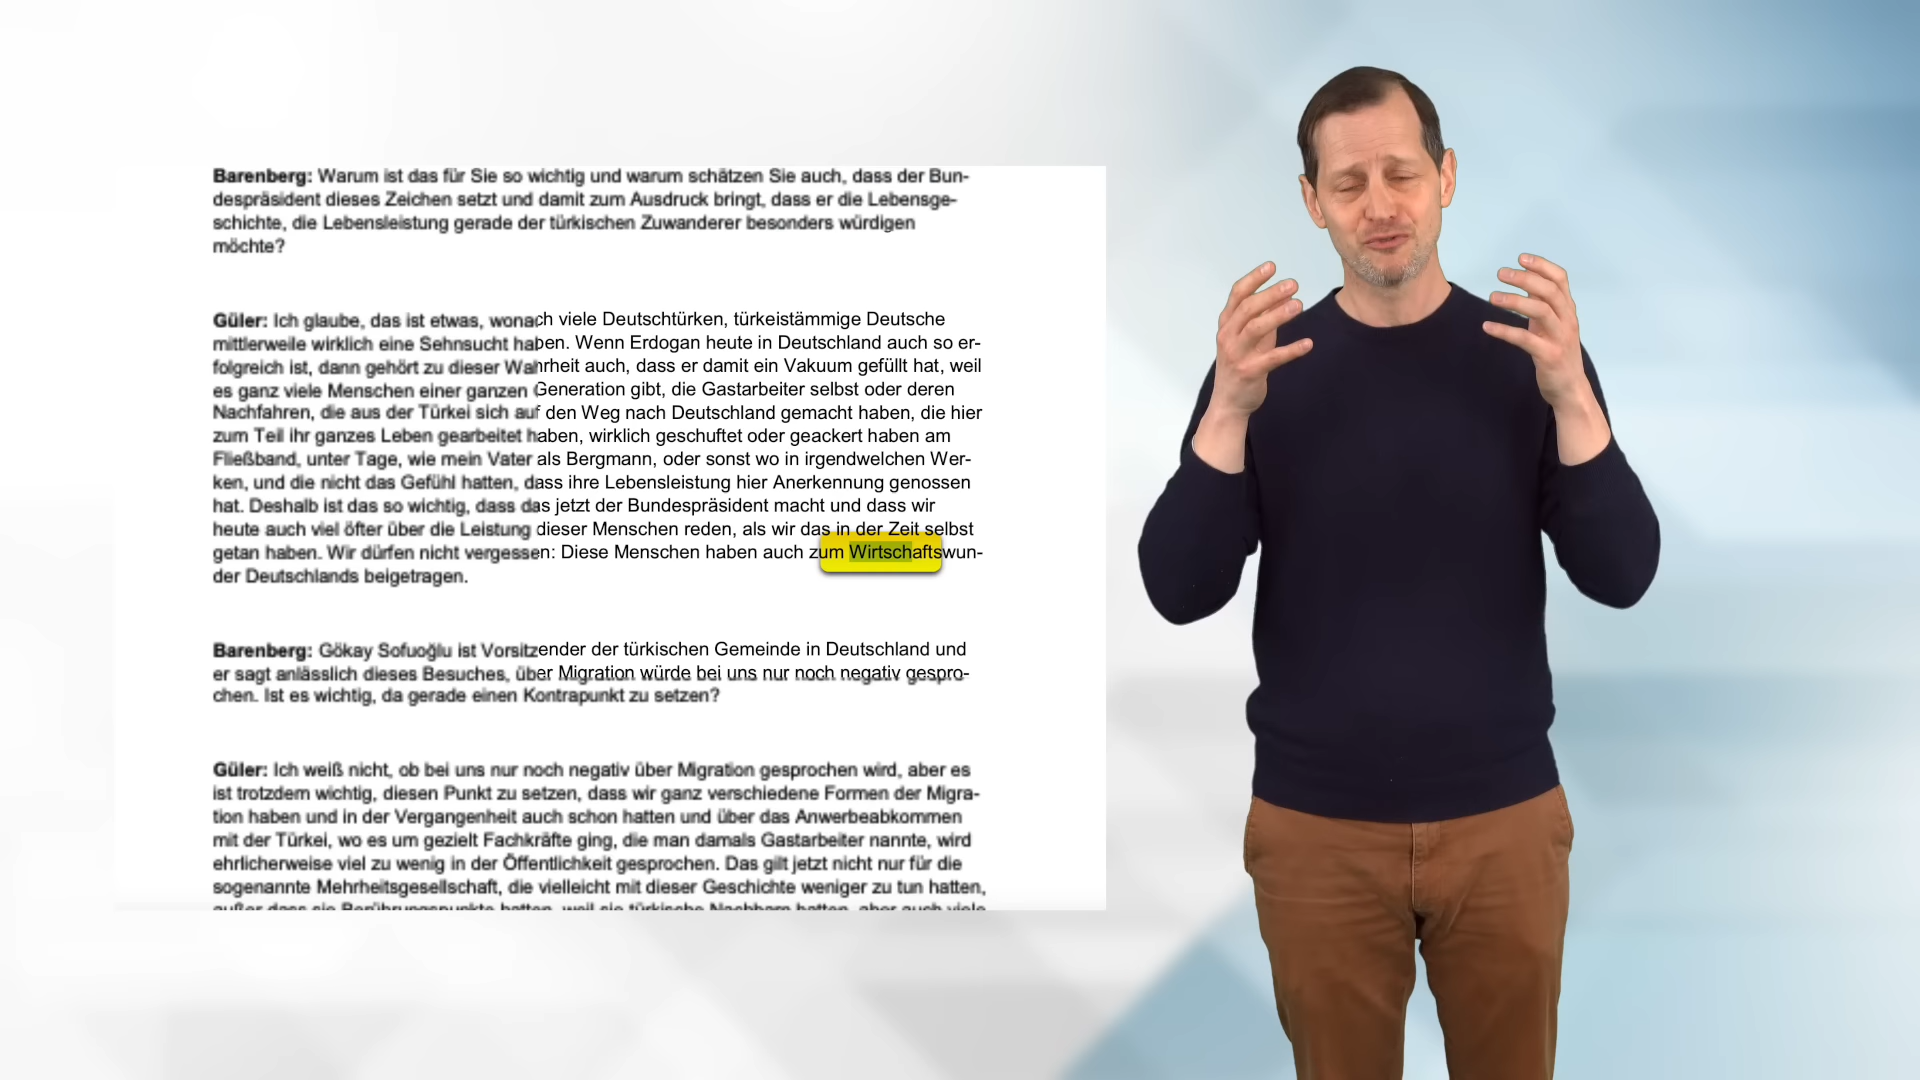 Barenberg: Warum ist das für Sie so wichtig und warum schätzen Sie auch, dass der Bun-
despräsident dieses Zeichen setzt und damit zum Ausdruck bringt, dass er die Lebensge-
schichte, die Lebensleistung gerade der türkischen Zuwanderer besonders würdigen
möchte?
Güler: Ich glaube, das ist etwas, wonach viele Deutschtürken, türkeistämmige Deutsche
mittlerweile wirklich eine Sehnsucht haben. Wenn Erdogan heute in Deutschland auch so er-
folgreich ist, dann gehört zu dieser Wahrheit auch, dass er damit ein Vakuum gefüllt hat, weil
es ganz viele Menschen einer ganzen Generation gibt, die Gastarbeiter selbst oder deren
Nachfahren, die aus der Türkei sich auf den Weg nach Deutschland gemacht haben, die hier
zum Teil ihr ganzes Leben gearbeitet haben, wirklich geschuftet oder geackert haben am
Fließband, unter Tage, wie mein Vater als Bergmann, oder sonst wo in irgendwelchen Wer-
ken, und die nicht das Gefühl hatten, dass ihre Lebensleistung hier Anerkennung genossen
hat. Deshalb ist das so wichtig, dass das jetzt der Bundespräsident macht und dass wir
heute auch viel öfter über die Leistung dieser Menschen reden, als wir das in der Zeit selbst
getan haben. Wir dürfen nicht vergessen: Diese Menschen haben auch zum Wirtschaftswun-
der Deutschlands beigetragen.
Barenberg: Gökay Sofuoğlu ist Vorsitzender der türkischen Gemeinde in Deutschland und
er sagt anlässlich dieses Besuches, über Migration würde bei uns nur noch negativ gespro-
chen. Ist es wichtig, da gerade einen Kontrapunkt zu setzen?
Güler: Ich weiß nicht, ob bei uns nur noch negativ über Migration gesprochen wird, aber es
ist trotzdem wichtig, diesen Punkt zu setzen, dass wir ganz verschiedene Formen der Migra-
tion haben und in der Vergangenheit auch schon hatten und über das Anwerbeabkommen
mit der Türkei, wo es um gezielt Fachkräfte ging, die man damals Gastarbeiter nannte, wird
ehrlicherweise viel zu wenig in der Öffentlichkeit gesprochen. Das gilt jetzt nicht nur für die
sogenannte Mehrheitsgesellschaft, die vielleicht mit dieser Geschichte weniger zu tun hatten,
außer dass sie Berührungspunkte hatten, weil sie türkische Nachbarn hatten, aber auch viele